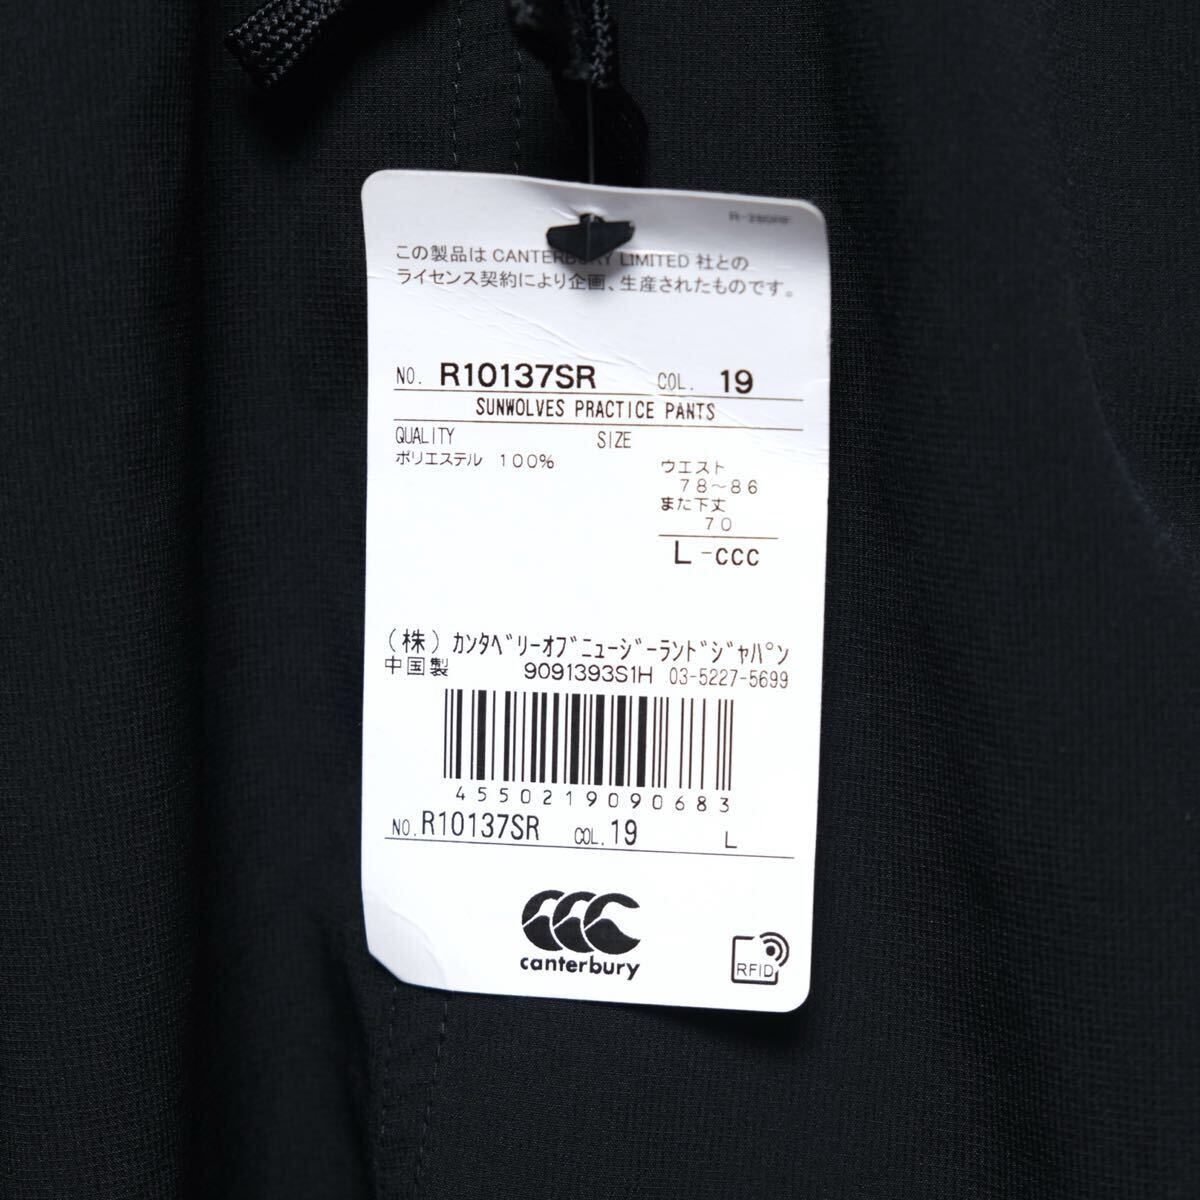 R-280RF
この製品は CANTERBURY LIMITED 社との
ライセンス契約により企画、生産されたものです。
NO. R10137SR COL. 19
SUNWOLVES PRACTICE PANTS
QUALITY SIZE
ポリエステル 100%
ウエスト
78～86
また下丈
70
L-CCC
(株) ｶﾝﾀﾍﾞﾘｰｵﾌﾞﾆｭｰｼﾞｰﾗﾝﾄﾞｼﾞｬﾊﾟﾝ
中国製 9091393S1H 03-5227-5699
4550219090683
NO. R10137SR COL. 19 L
canterbury
RFID